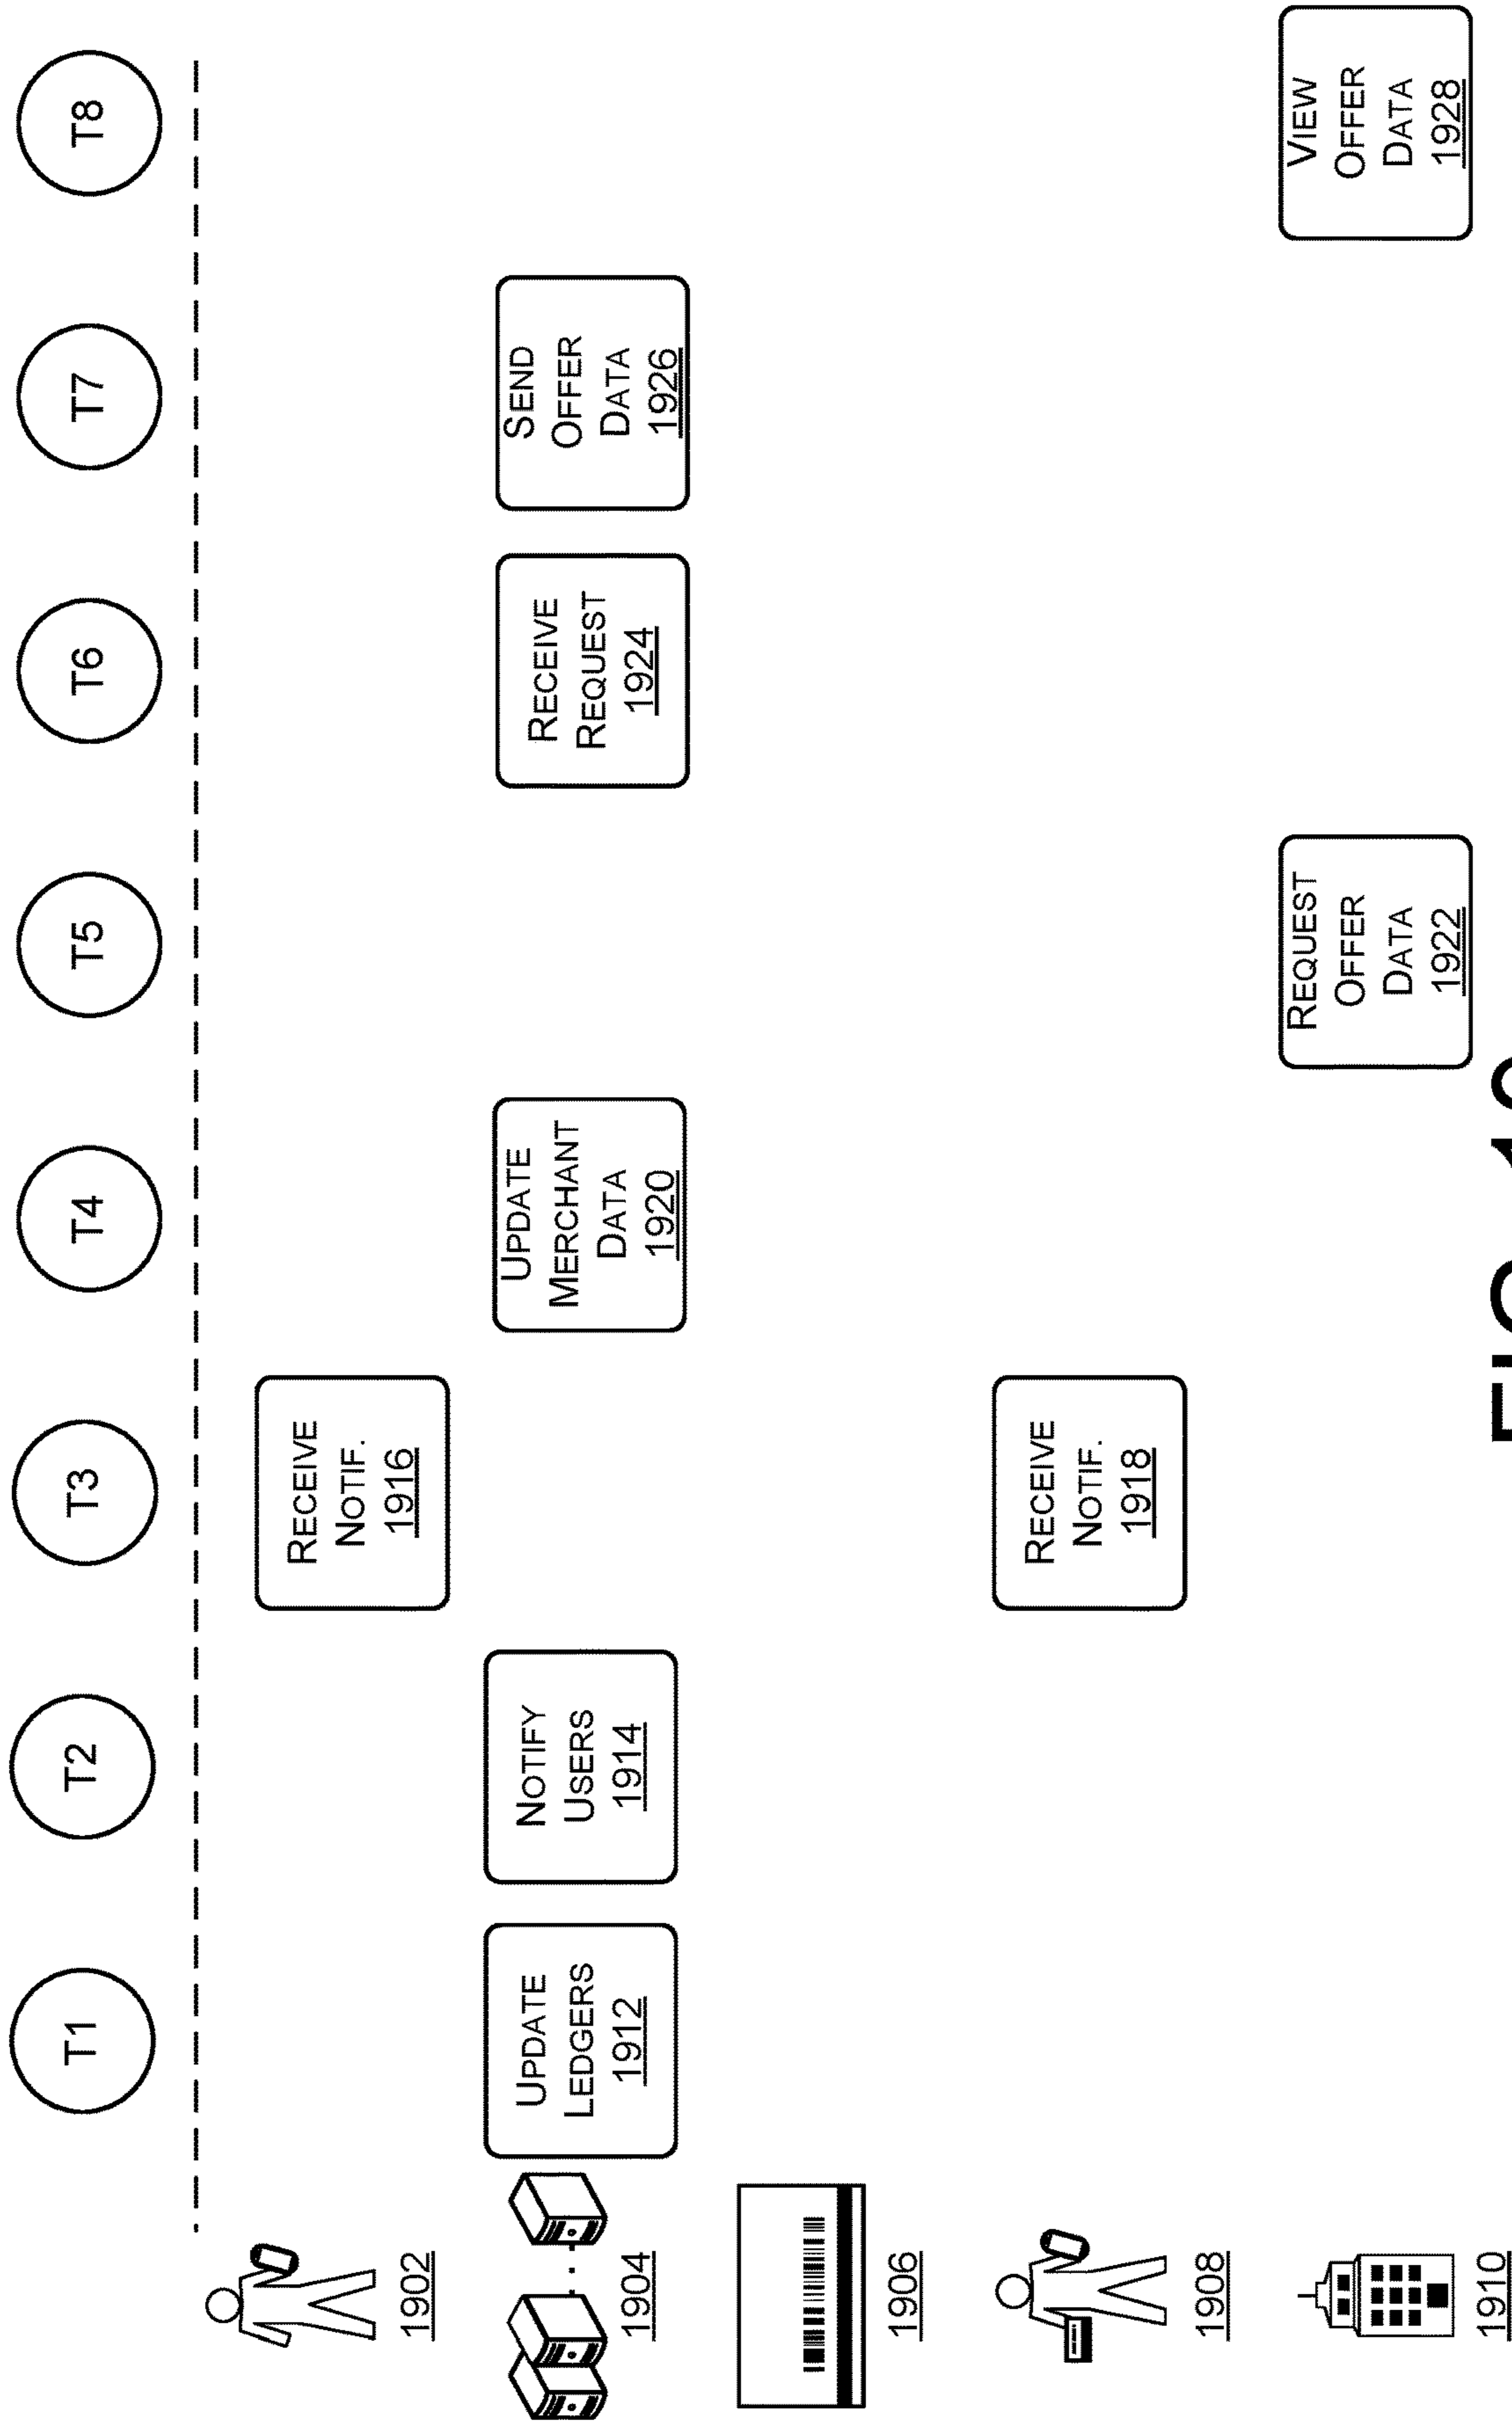 T1
T2
T3
T4
T5
T6
T7
T8
1902
RECEIVE
NOTIF.
1916
1904
UPDATE
LEDGERS
1912
NOTIFY
USERS
1914
UPDATE
MERCHANT
DATA
1920
RECEIVE
REQUEST
1924
SEND
OFFER
DATA
1926
1906
1908
RECEIVE
NOTIF.
1918
1910
REQUEST
OFFER
DATA
1922
VIEW
OFFER
DATA
1928